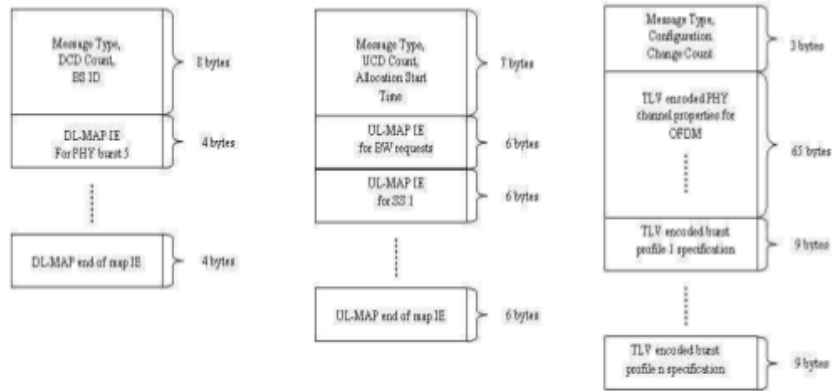 Message Type,
DCD Count,
BS ID
8 bytes
DL-MAP IE
For PHY burst 5
4 bytes
DL-MAP end of map IE
4 bytes
Message Type,
UCD Count,
Allocation Start
Time
7 bytes
UL-MAP IE
for BW requests
6 bytes
UL-MAP IE
for SS 1
6 bytes
UL-MAP end of map IE
6 bytes
Message Type,
Configuration
Change Count
3 bytes
TLV encoded PHY
channel properties for
OFDM
65 bytes
TLV encoded burst
profile 1 specification
9 bytes
TLV encoded burst
profile n specification
9 bytes